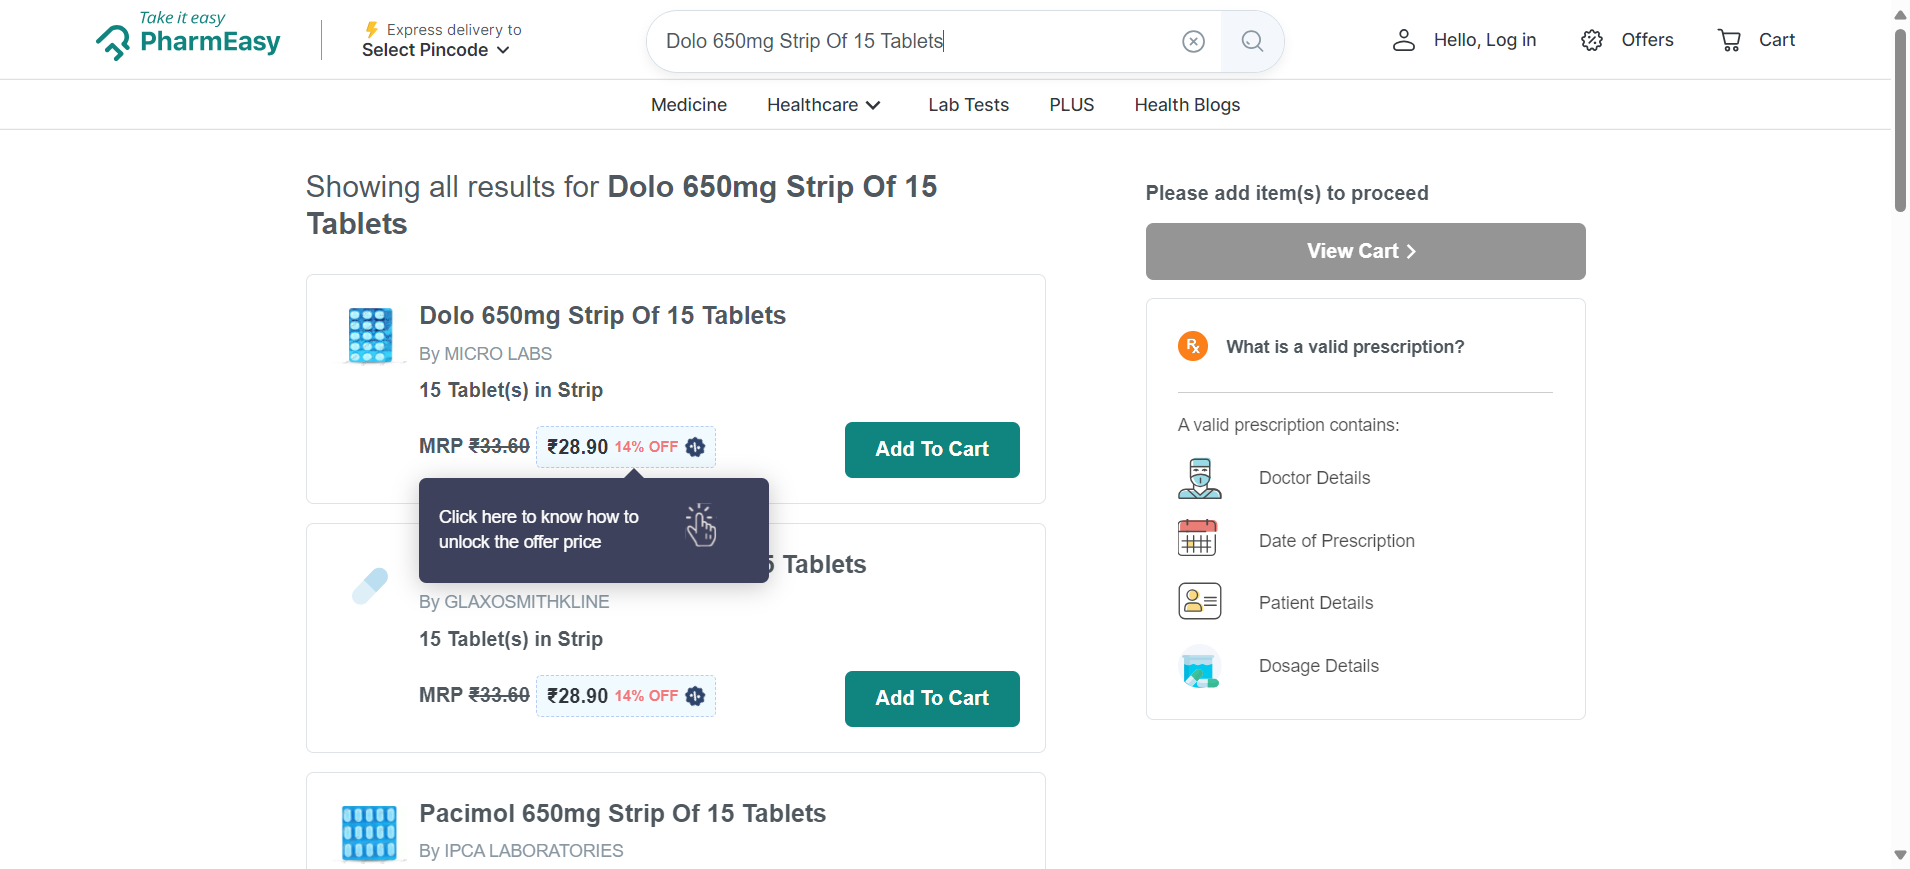 Take it easy
PharmEasy
Express delivery to
Select Pincode
Dolo 650mg Strip Of 15 Tablets
Hello, Log in
Offers
Cart
Medicine
Healthcare
Lab Tests
PLUS
Health Blogs
Showing all results for Dolo 650mg Strip Of 15
Tablets
Dolo 650mg Strip Of 15 Tablets
By MICRO LABS
15 Tablet(s) in Strip
MRP ₹33.60 ₹28.90 14% OFF
Add To Cart
Click here to know how to
unlock the offer price
5 Tablets
By GLAXOSMITHKLINE
15 Tablet(s) in Strip
MRP ₹33.60 ₹28.90 14% OFF
Add To Cart
Pacimol 650mg Strip Of 15 Tablets
By IPCA LABORATORIES
Please add item(s) to proceed
View Cart
Rx
What is a valid prescription?
A valid prescription contains:
Doctor Details
Date of Prescription
Patient Details
Dosage Details